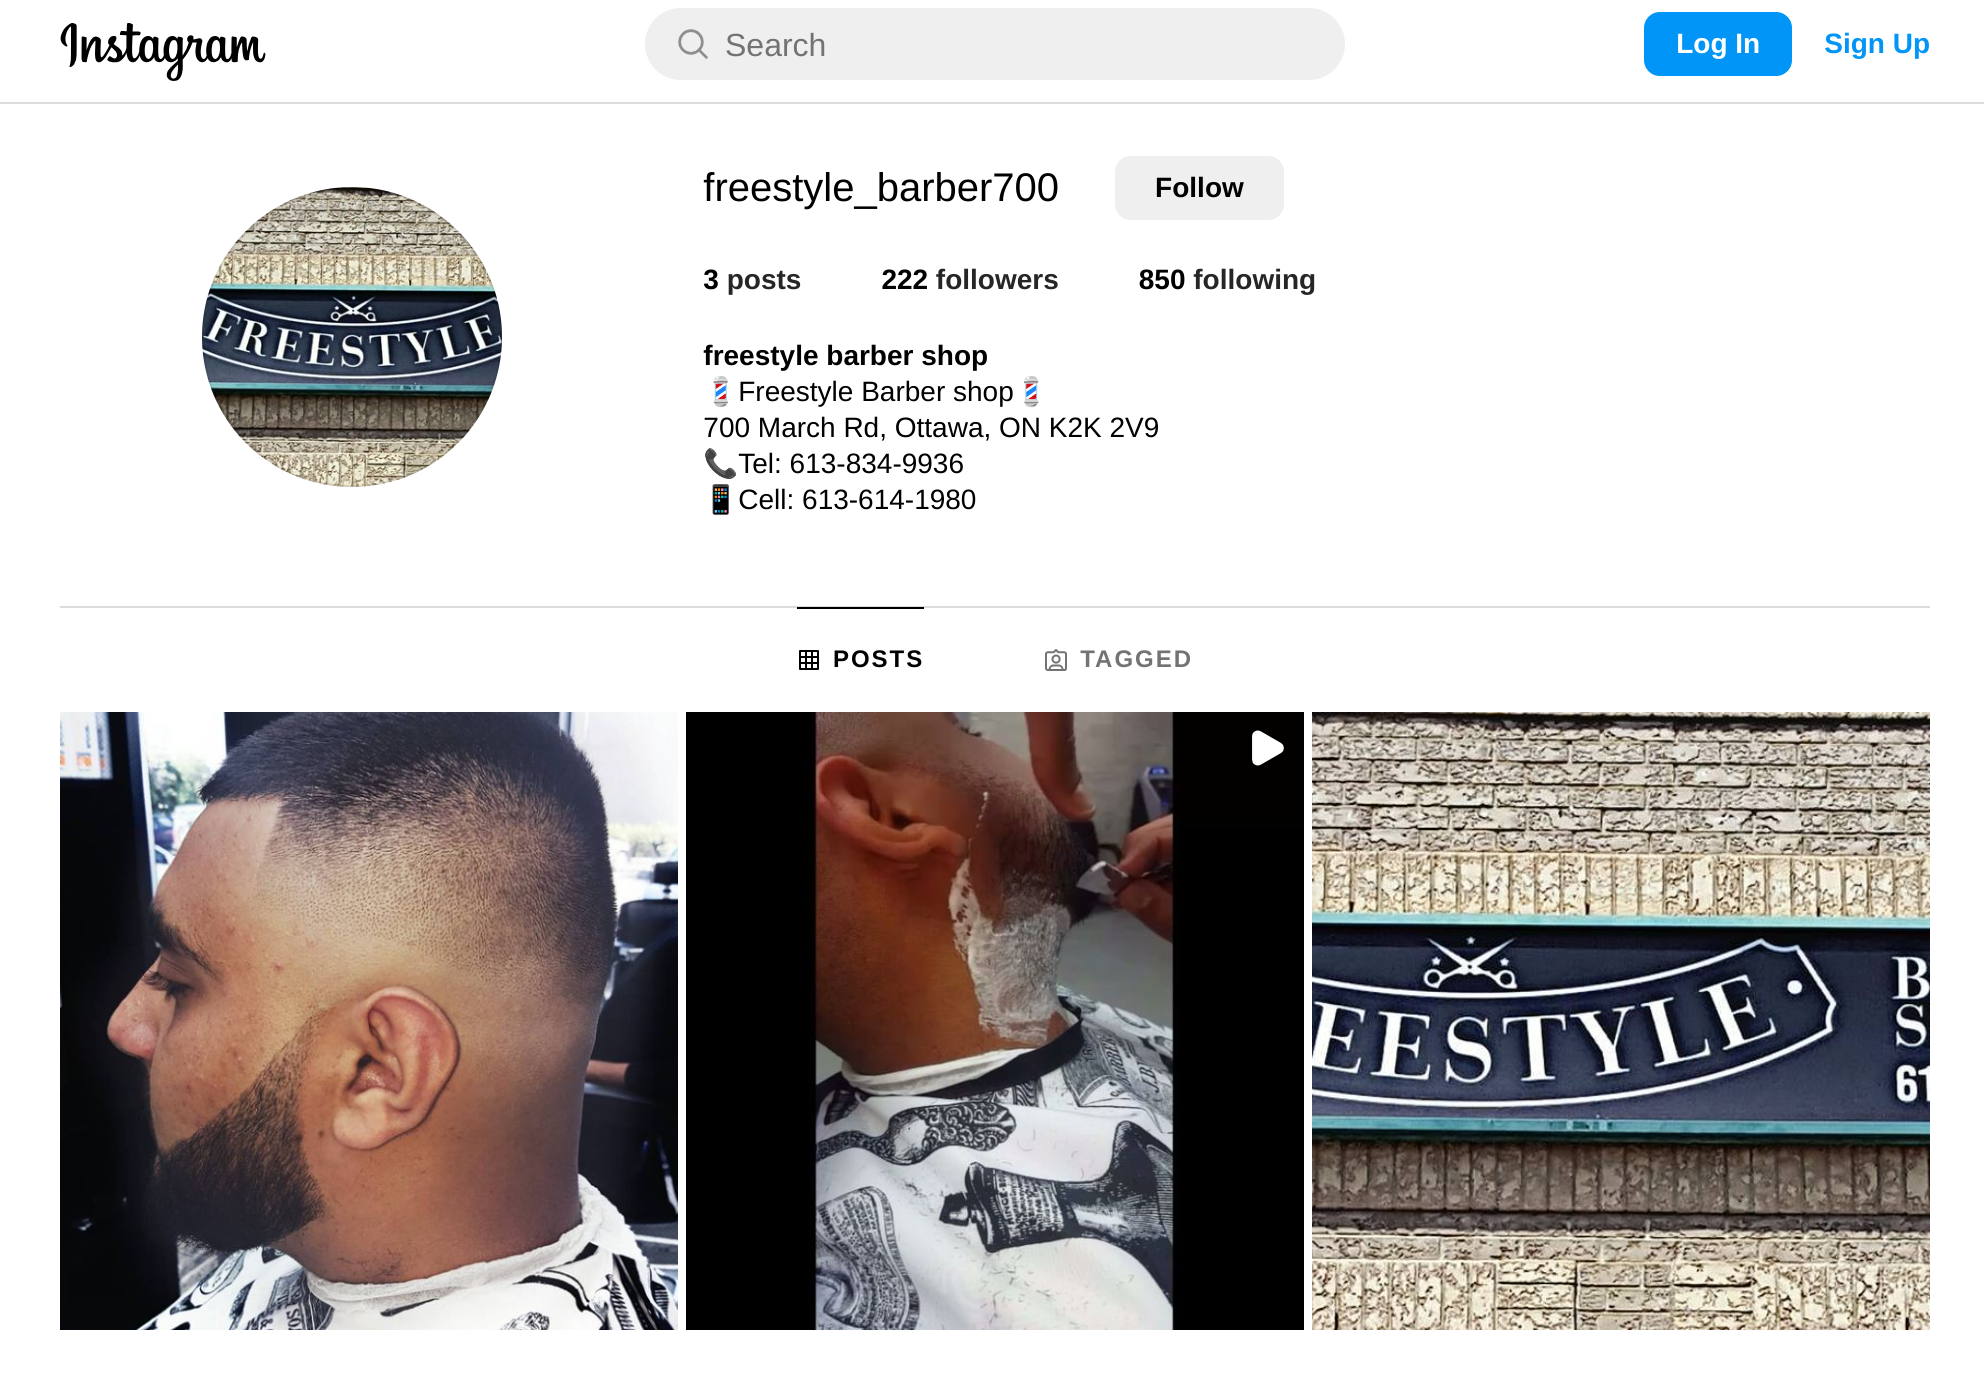 Instagram
Search
Log In
Sign Up
freestyle_barber700
Follow
3 posts
222 followers
850 following
FREESTYLE
freestyle barber shop
💈Freestyle Barber shop💈
700 March Rd, Ottawa, ON K2K 2V9
📞Tel: 613-834-9936
📱Cell: 613-614-1980
POSTS
TAGGED
EESTYLE
B
S
61